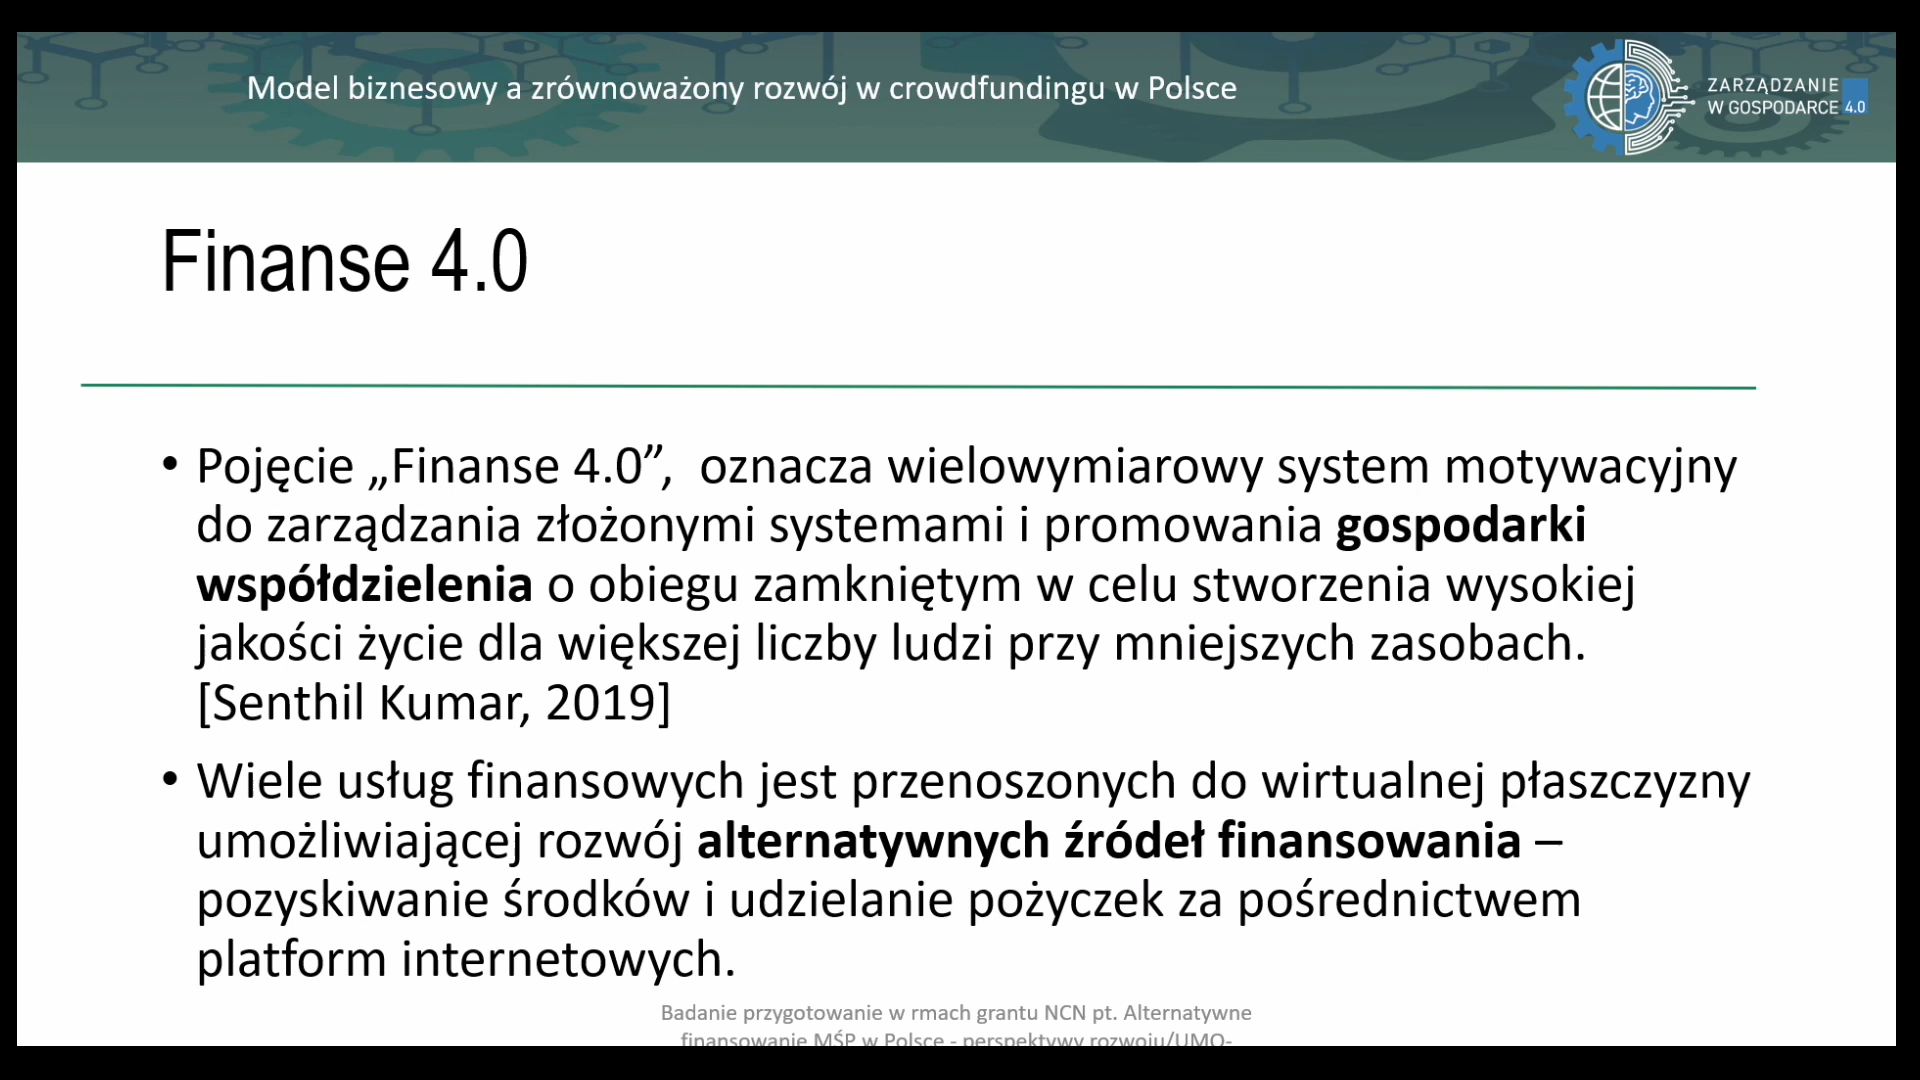 Model biznesowy a zrównoważony rozwój w crowdfundingu w Polsce
ZARZĄDZANIE
W GOSPODARCE 4.0
Finanse 4.0
• Pojęcie „Finanse 4.0”, oznacza wielowymiarowy system motywacyjny
do zarządzania złożonymi systemami i promowania gospodarki
współdzielenia o obiegu zamkniętym w celu stworzenia wysokiej
jakości życie dla większej liczby ludzi przy mniejszych zasobach.
[Senthil Kumar, 2019]
• Wiele usług finansowych jest przenoszonych do wirtualnej płaszczyzny
umożliwiającej rozwój alternatywnych źródeł finansowania –
pozyskiwanie środków i udzielanie pożyczek za pośrednictwem
platform internetowych.
Badanie przygotowanie w rmach grantu NCN pt. Alternatywne
finansowanie MŚP w Polsce - perspektywy rozwoju/UMO-